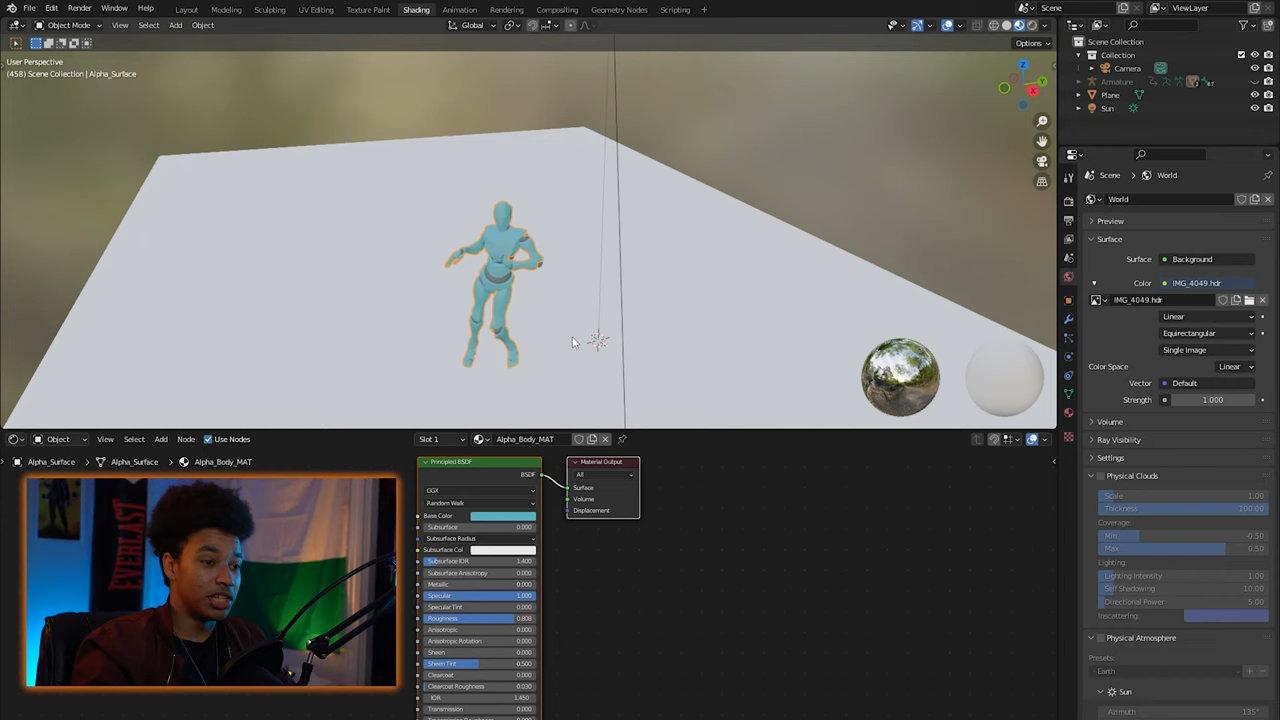 File Edit Render Window Help Layout Modeling Sculpting UV Editing Texture Paint Shading Animation Rendering Compositing Geometry Nodes Scripting + Scene ViewLayer
Object Mode View Select Add Object Global
Options
User Perspective
(458) Scene Collection | Alpha_Surface
Z
Y
X
Scene Collection
Collection
Camera
Armature 2 67
Plane
Sun
Scene > World
World
Preview
Surface
Surface Background
Color IMG_4049.hdr
IMG_4049.hdr
Linear
Equirectangular
Single Image
Color Space Linear
Vector Default
Strength 1.000
Volume
Ray Visibility
Settings
Physical Clouds
Scale 1.00
Thickness 100.00
Coverage:
Min -0.50
Max 0.50
Lighting:
Lighting Intensity 1.00
Self Shadowing 10.00
Directional Power 5.00
Inscattering:
Physical Atmosphere
Presets:
Earth
Sun
Azimuth 135°
Object View Select Add Node Use Nodes Slot 1 Alpha_Body_MAT
Alpha_Surface > Alpha_Surface > Alpha_Body_MAT
Principled BSDF
BSDF
GGX
Random Walk
Base Color
Subsurface 0.000
Subsurface Radius
Subsurface Col
Subsurface IOR 1.400
Subsurface Anisotropy 0.000
Metallic 0.000
Specular 1.000
Specular Tint 0.000
Roughness 0.808
Anisotropic 0.000
Anisotropic Rotation 0.000
Sheen 0.000
Sheen Tint 0.500
Clearcoat 0.000
Clearcoat Roughness 0.030
IOR 1.450
Transmission 0.000
Material Output
All
Surface
Volume
Displacement
EVERLAST